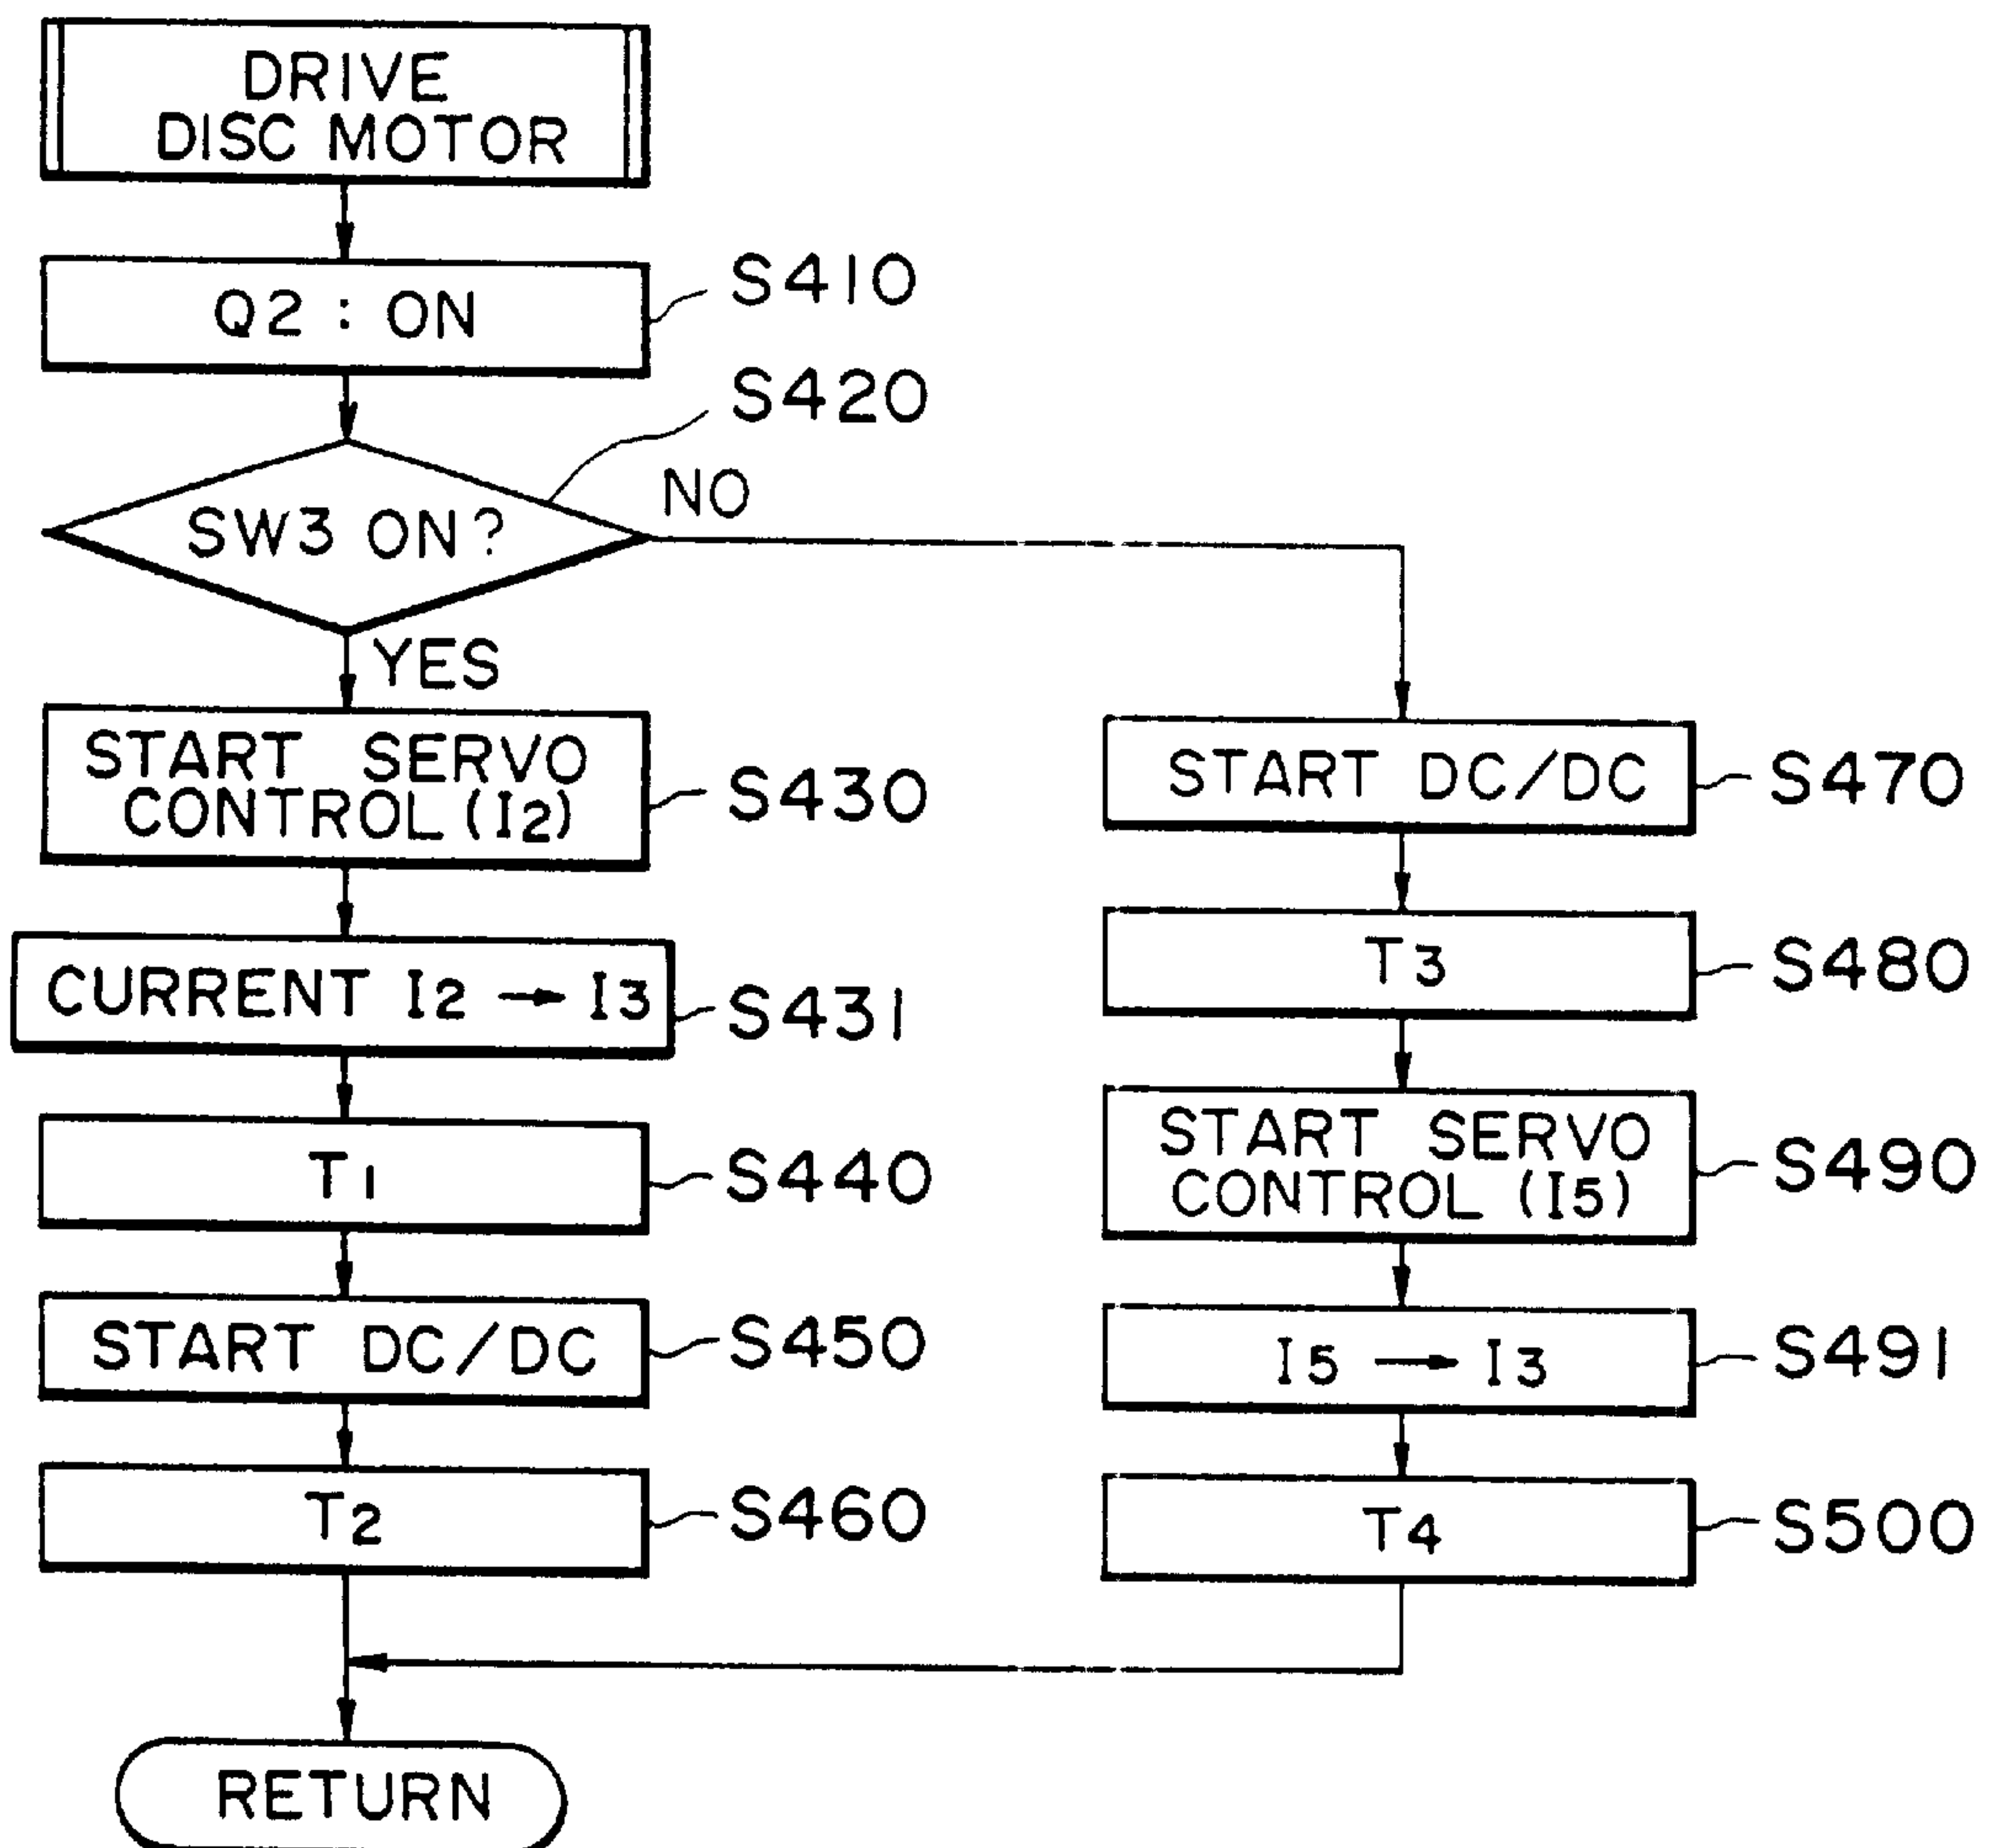 DRIVE
DISC MOTOR
Q2 : ON
S410
S420
SW3 ON?
NO
YES
START SERVO
CONTROL (I2)
S430
CURRENT I2 → I3
S431
T1
S440
START DC/DC
S450
T2
S460
START DC/DC
S470
T3
S480
START SERVO
CONTROL (I5)
S490
I5 → I3
S491
T4
S500
RETURN